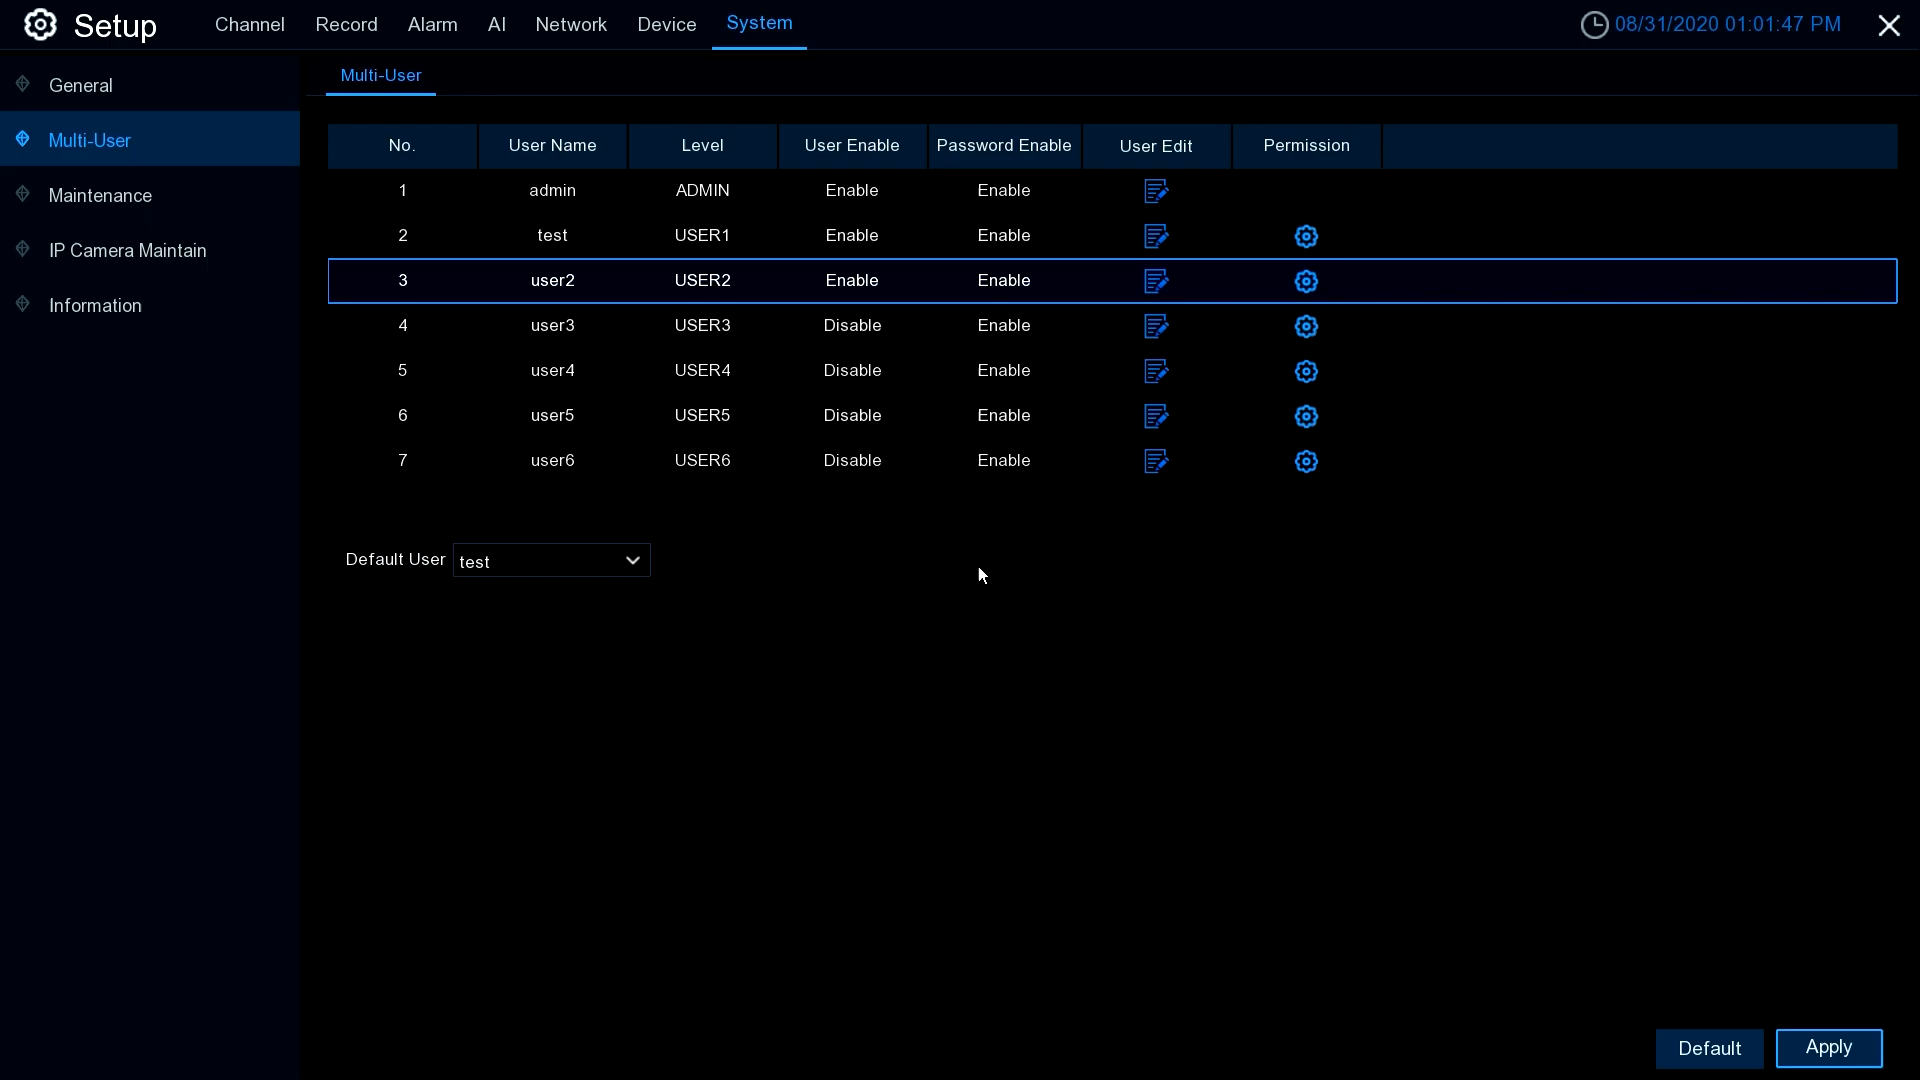 Setup Channel Record Alarm AI Network Device System 08/31/2020 01:01:47 PM
General
Multi-User
Maintenance
IP Camera Maintain
Information
Multi-User
No. User Name Level User Enable Password Enable User Edit Permission
1 admin ADMIN Enable Enable
2 test USER1 Enable Enable
3 user2 USER2 Enable Enable
4 user3 USER3 Disable Enable
5 user4 USER4 Disable Enable
6 user5 USER5 Disable Enable
7 user6 USER6 Disable Enable
Default User test
Default Apply